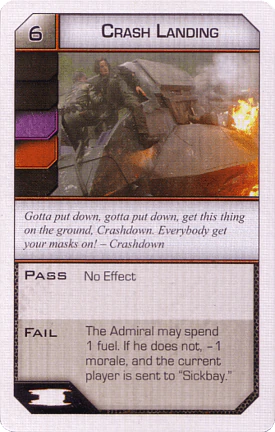 6 CRASH LANDING
Gotta put down, gotta put down, get this thing
on the ground, Crashdown. Everybody get
your masks on! – Crashdown
PASS No Effect
FAIL The Admiral may spend
1 fuel. If he does not, -1
morale, and the current
player is sent to “Sickbay.”